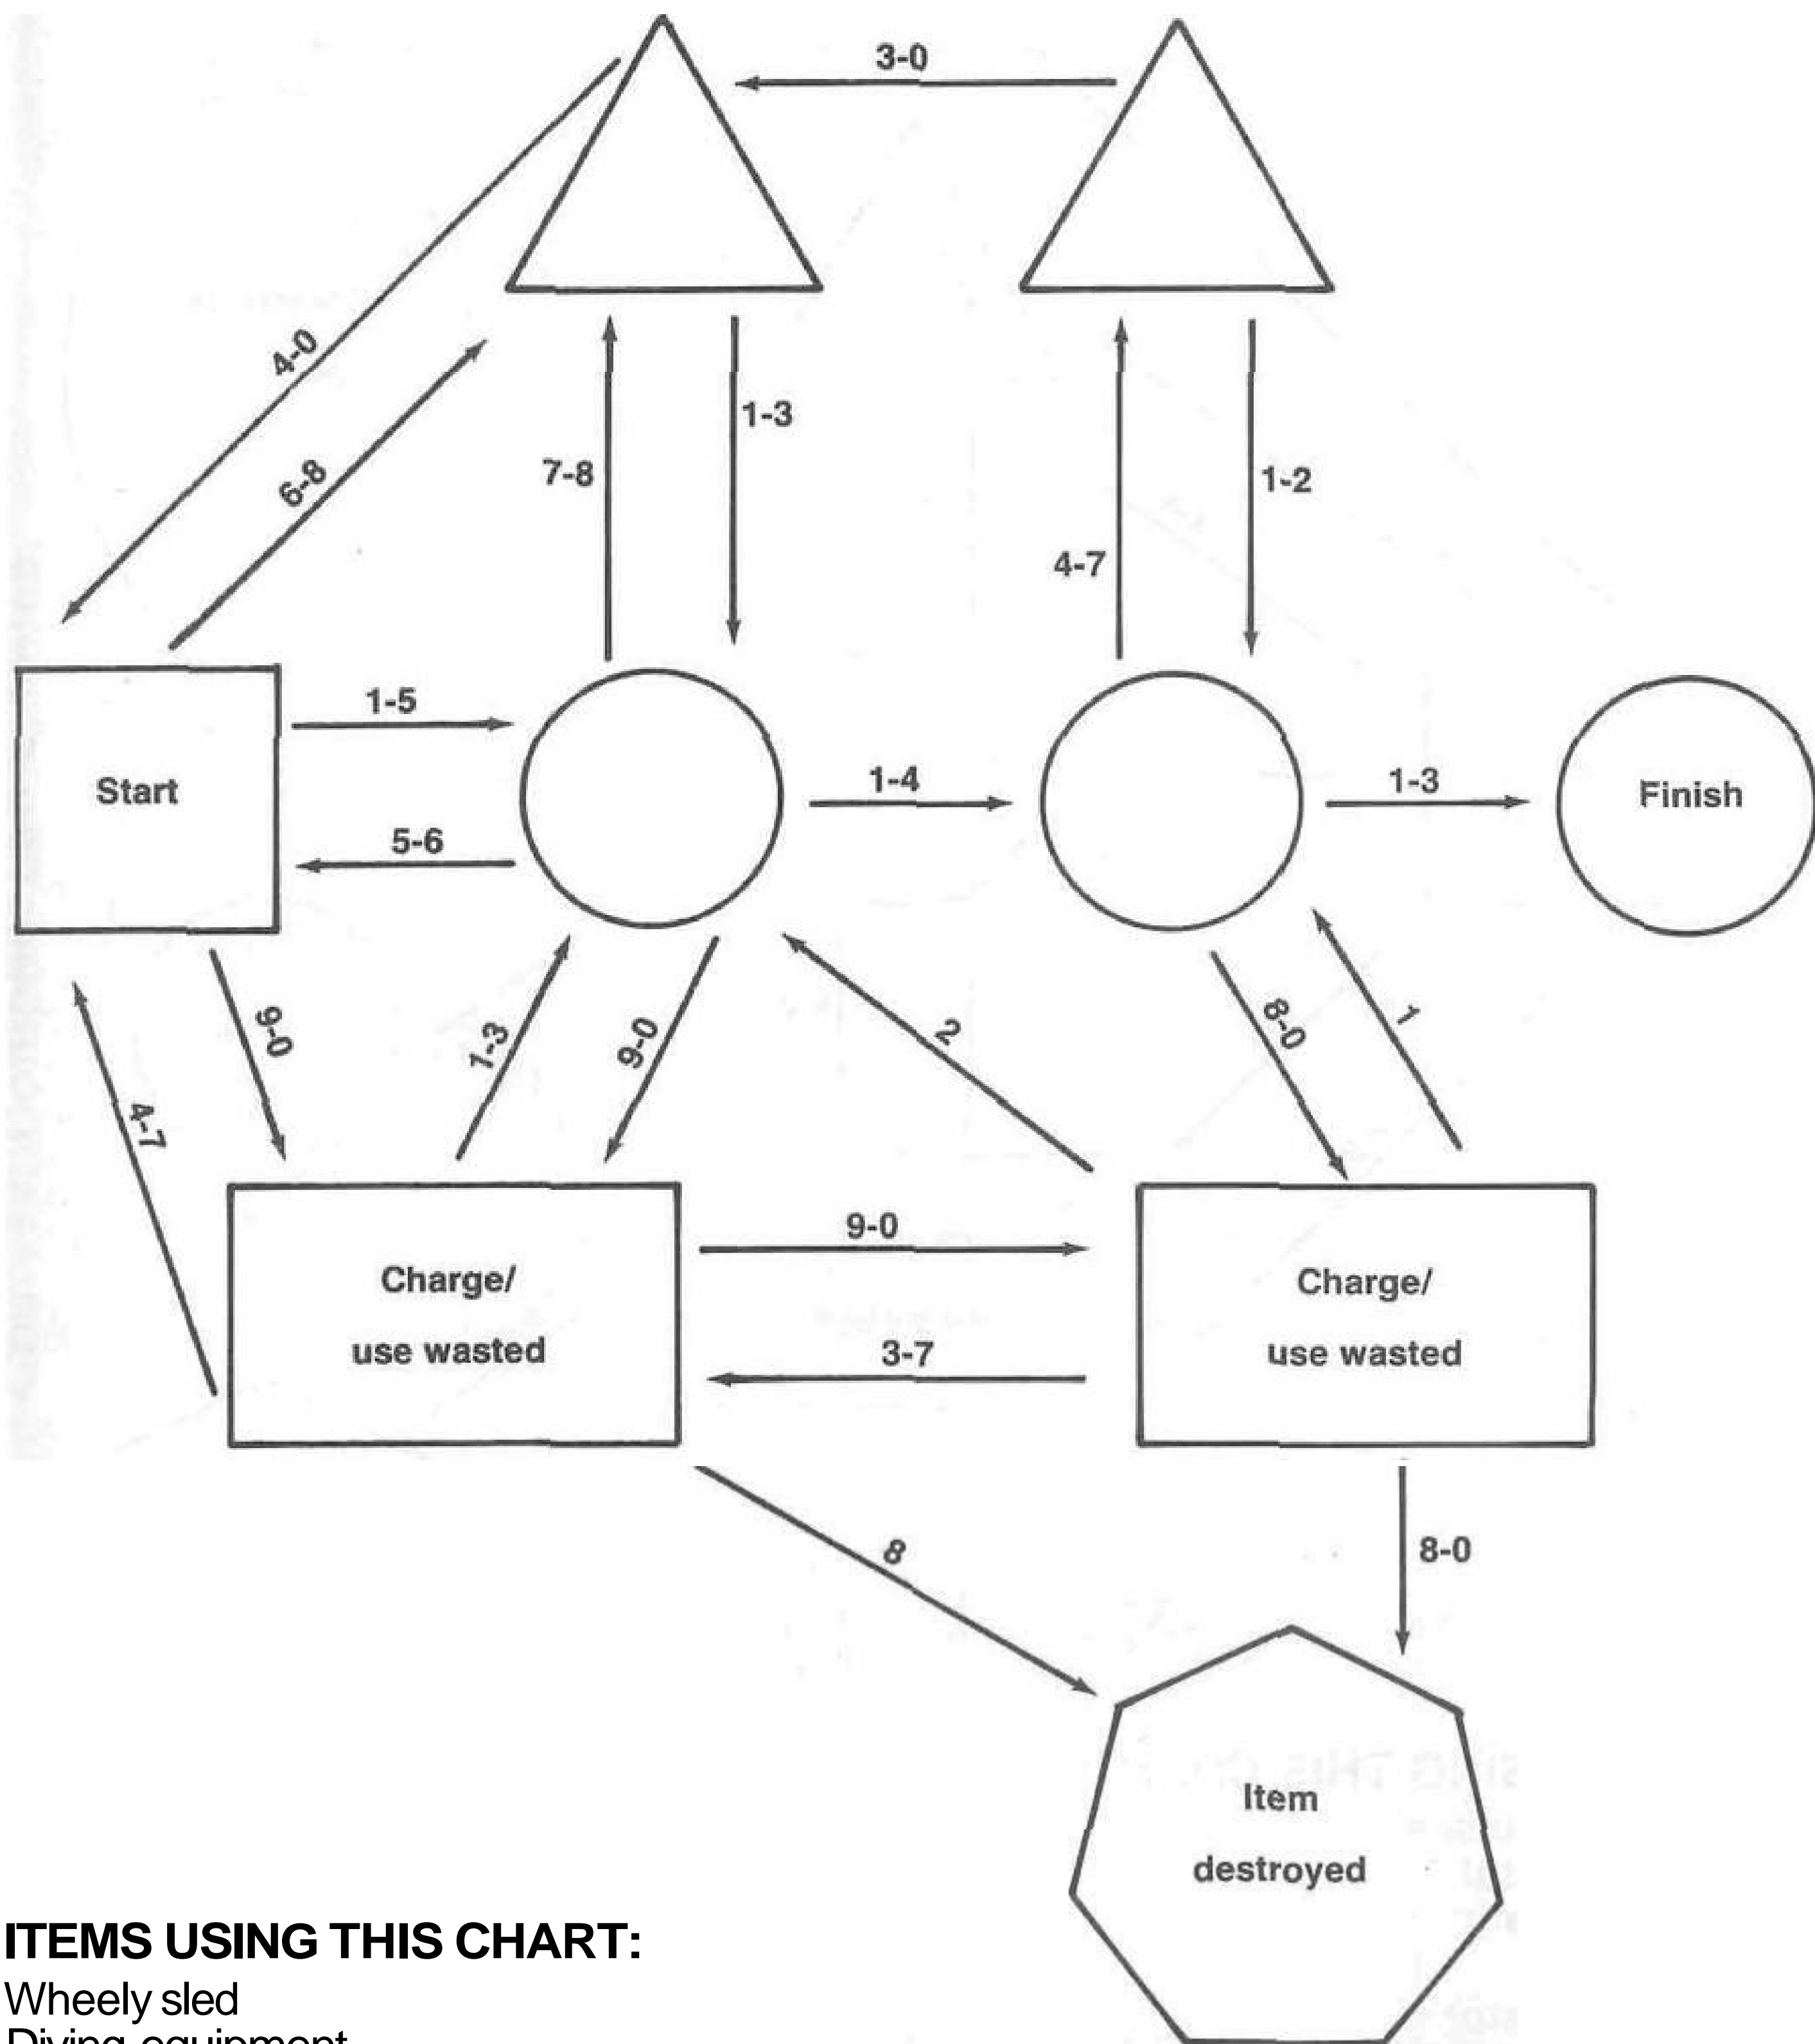 3-0
4-0
6-8
7-8
1-3
4-7
1-2
Start
1-5
5-6
1-4
1-3
Finish
9-0
4-7
1-3
9-0
2
8-0
1
Charge/
use wasted
9-0
3-7
Charge/
use wasted
8
8-0
Item
destroyed
ITEMS USING THIS CHART:
Wheely sled
Diving equipment